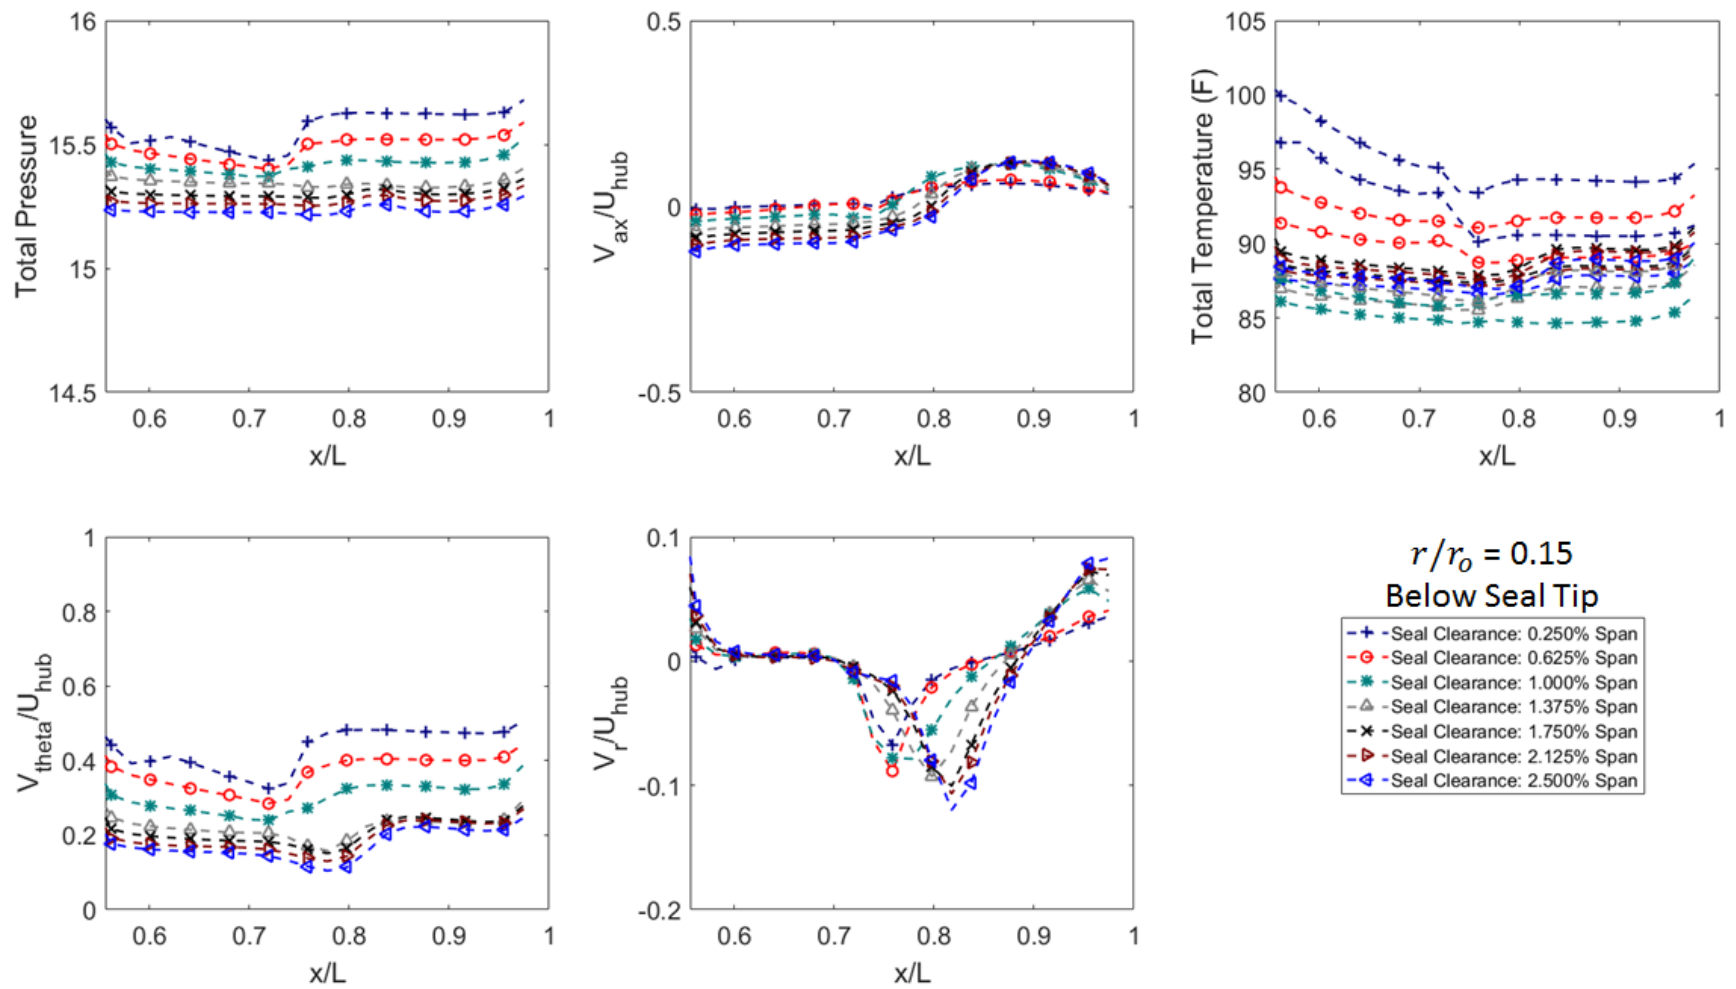 16
15.5
15
14.5
Total Pressure
0.6 0.7 0.8 0.9 1
x/L
0.5
0
-0.5
V_ax/U_hub
0.6 0.7 0.8 0.9 1
x/L
105
100
95
90
85
80
Total Temperature (F)
0.6 0.7 0.8 0.9 1
x/L
1
0.8
0.6
0.4
0.2
0
V_theta/U_hub
0.6 0.7 0.8 0.9 1
x/L
0.1
0
-0.1
-0.2
V_r/U_hub
0.6 0.7 0.8 0.9 1
x/L
r/r_o = 0.15
Below Seal Tip
Seal Clearance: 0.250% Span
Seal Clearance: 0.625% Span
Seal Clearance: 1.000% Span
Seal Clearance: 1.375% Span
Seal Clearance: 1.750% Span
Seal Clearance: 2.125% Span
Seal Clearance: 2.500% Span